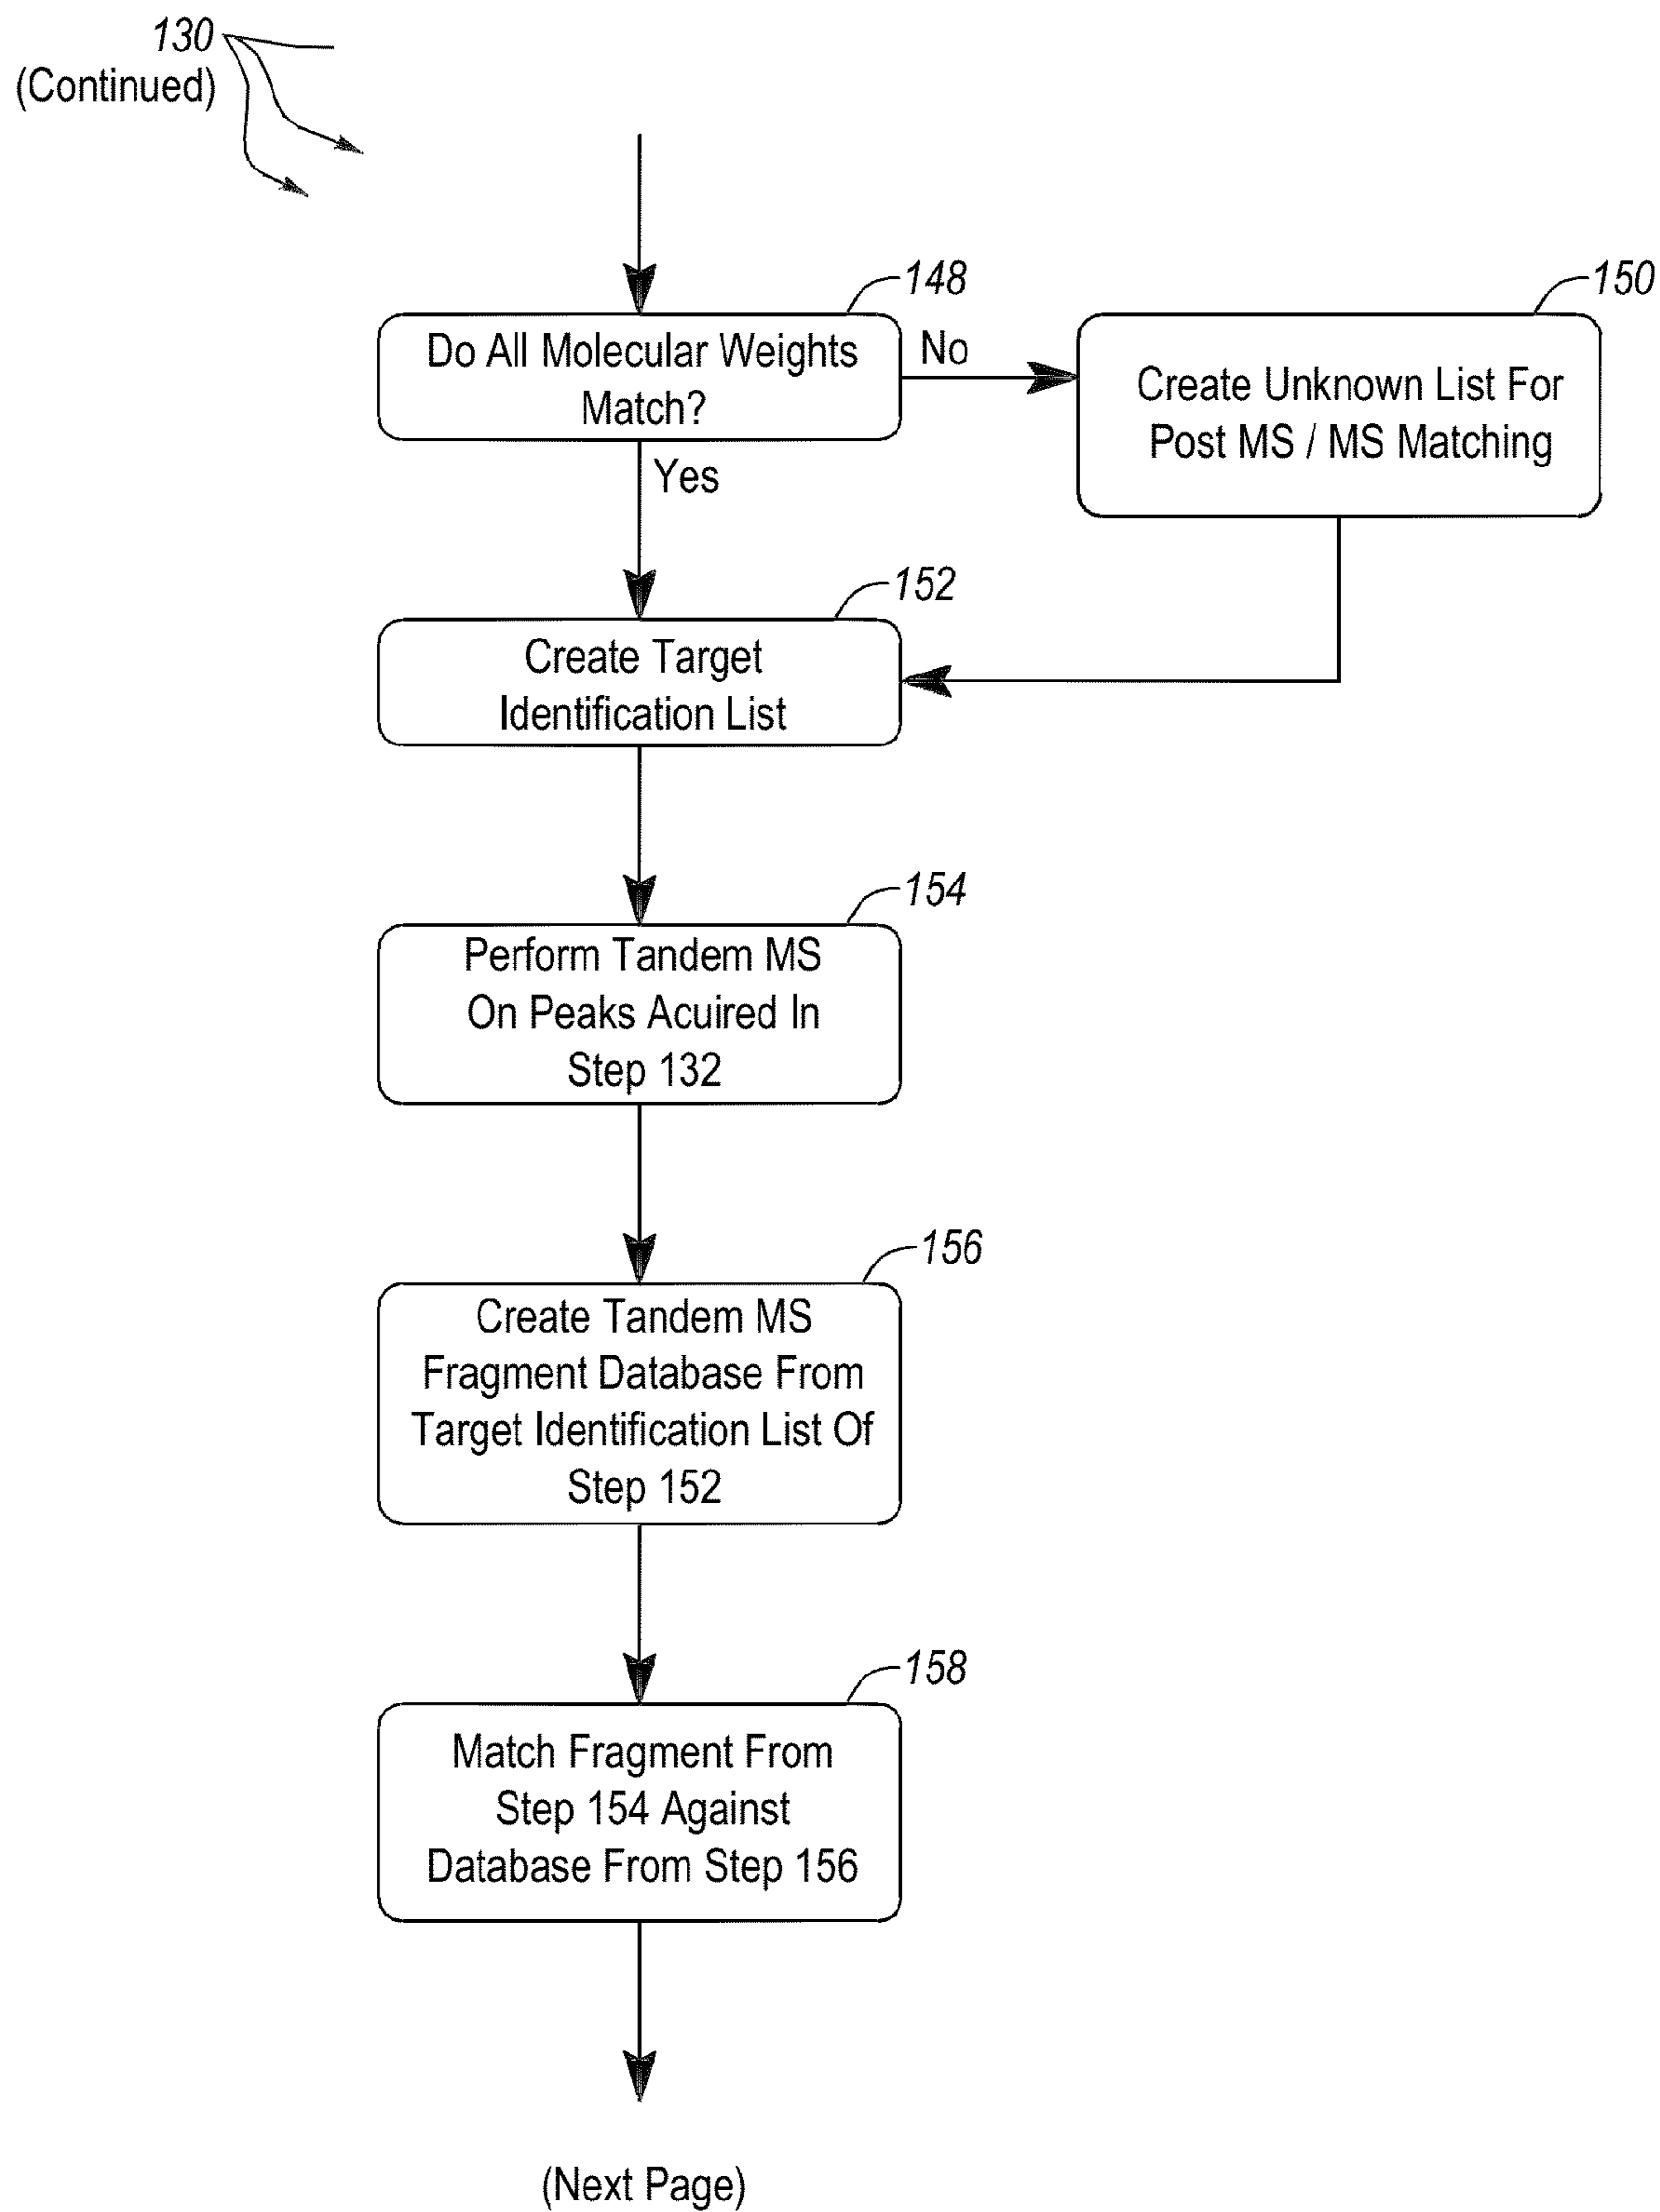 130
(Continued)
148
150
Do All Molecular Weights
Match?
No
Create Unknown List For
Post MS / MS Matching
Yes
152
Create Target
Identification List
154
Perform Tandem MS
On Peaks Acuired In
Step 132
156
Create Tandem MS
Fragment Database From
Target Identification List Of
Step 152
158
Match Fragment From
Step 154 Against
Database From Step 156
(Next Page)